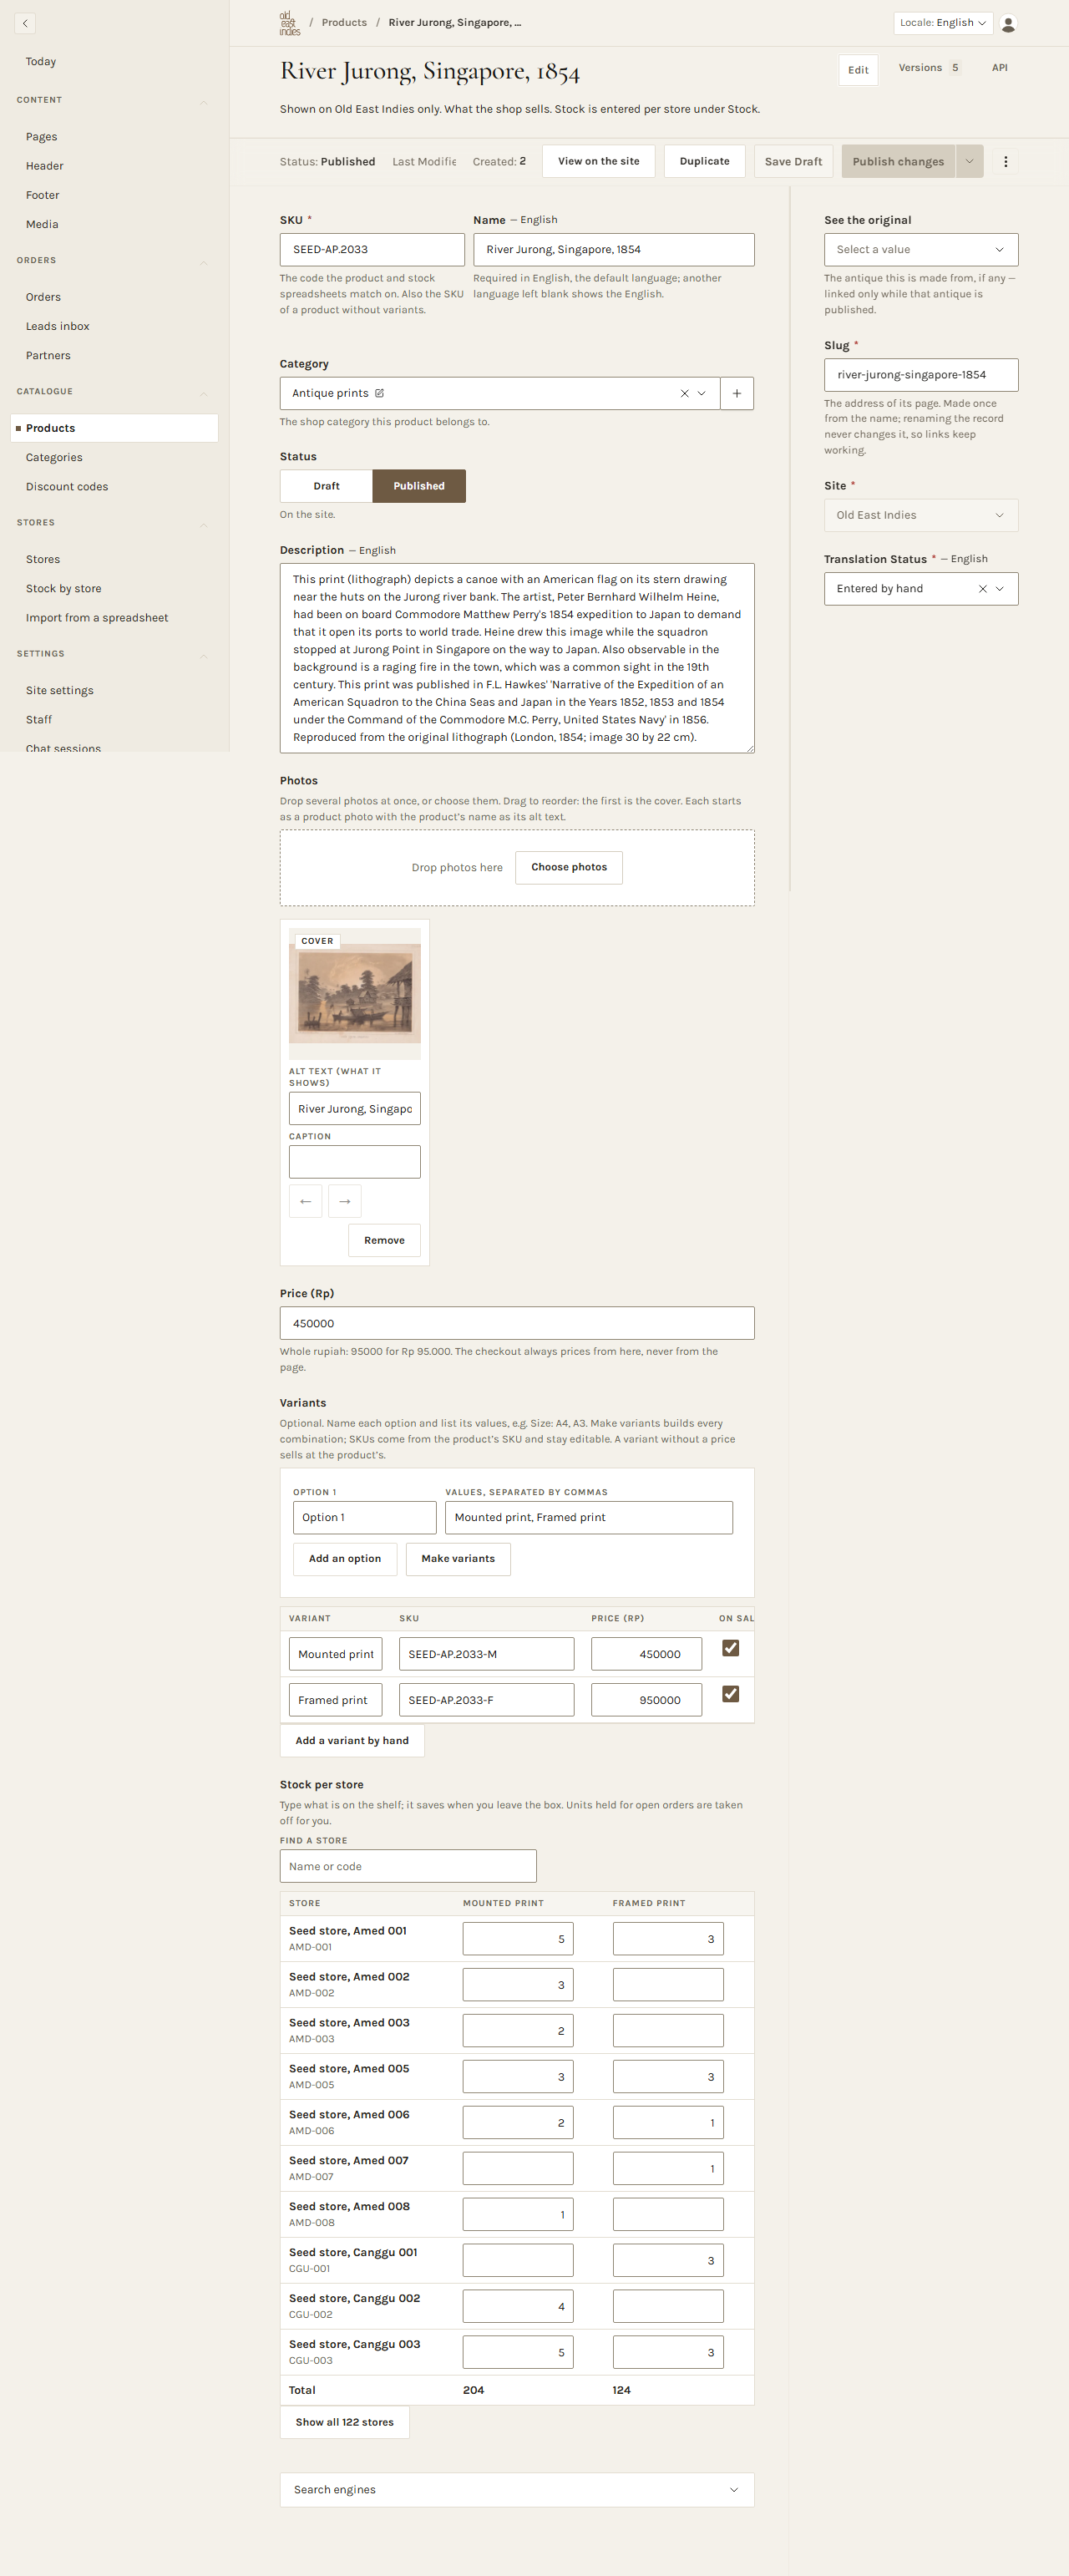 Today
CONTENT
Pages
Header
Footer
Media
ORDERS
Orders
Leads inbox
Partners
CATALOGUE
Products
Categories
Discount codes
STORES
Stores
Stock by store
Import from a spreadsheet
SETTINGS
Site settings
Staff
Chat sessions
old east indies / Products / River Jurong, Singapore, ...
Locale: English
River Jurong, Singapore, 1854
Edit
Versions 5
API
Shown on Old East Indies only. What the shop sells. Stock is entered per store under Stock.
Status: Published
Last Modifie
Created: 2
View on the site
Duplicate
Save Draft
Publish changes
SKU *
SEED-AP.2033
The code the product and stock
spreadsheets match on. Also the SKU
of a product without variants.
Name — English
River Jurong, Singapore, 1854
Required in English, the default language; another
language left blank shows the English.
Category
Antique prints
The shop category this product belongs to.
Status
Draft
Published
On the site.
Description — English
This print (lithograph) depicts a canoe with an American flag on its stern drawing
near the huts on the Jurong river bank. The artist, Peter Bernhard Wilhelm Heine,
had been on board Commodore Matthew Perry's 1854 expedition to Japan to demand
that it open its ports to world trade. Heine drew this image while the squadron
stopped at Jurong Point in Singapore on the way to Japan. Also observable in the
background is a raging fire in the town, which was a common sight in the 19th
century. This print was published in F.L. Hawkes' 'Narrative of the Expedition of an
American Squadron to the China Seas and Japan in the Years 1852, 1853 and 1854
under the Command of the Commodore M.C. Perry, United States Navy' in 1856.
Reproduced from the original lithograph (London, 1854; image 30 by 22 cm).
Photos
Drop several photos at once, or choose them. Drag to reorder: the first is the cover. Each starts
as a product photo with the product's name as its alt text.
Drop photos here
Choose photos
COVER
ALT TEXT (WHAT IT
SHOWS)
River Jurong, Singapo
CAPTION
← →
Remove
Price (Rp)
450000
Whole rupiah: 95000 for Rp 95.000. The checkout always prices from here, never from the
page.
Variants
Optional. Name each option and list its values, e.g. Size: A4, A3. Make variants builds every
combination; SKUs come from the product's SKU and stay editable. A variant without a price
sells at the product's.
OPTION 1
VALUES, SEPARATED BY COMMAS
Option 1
Mounted print, Framed print
Add an option
Make variants
VARIANT SKU PRICE (RP) ON SAL
Mounted print SEED-AP.2033-M 450000
Framed print SEED-AP.2033-F 950000
Add a variant by hand
Stock per store
Type what is on the shelf; it saves when you leave the box. Units held for open orders are taken
off for you.
FIND A STORE
Name or code
STORE MOUNTED PRINT FRAMED PRINT
Seed store, Amed 001 5 3
AMD-001
Seed store, Amed 002 3
AMD-002
Seed store, Amed 003 2
AMD-003
Seed store, Amed 005 3 3
AMD-005
Seed store, Amed 006 2 1
AMD-006
Seed store, Amed 007 1
AMD-007
Seed store, Amed 008 1
AMD-008
Seed store, Canggu 001 3
CGU-001
Seed store, Canggu 002 4
CGU-002
Seed store, Canggu 003 5 3
CGU-003
Total 204 124
Show all 122 stores
Search engines
See the original
Select a value
The antique this is made from, if any —
linked only while that antique is
published.
Slug *
river-jurong-singapore-1854
The address of its page. Made once
from the name; renaming the record
never changes it, so links keep
working.
Site *
Old East Indies
Translation Status * — English
Entered by hand